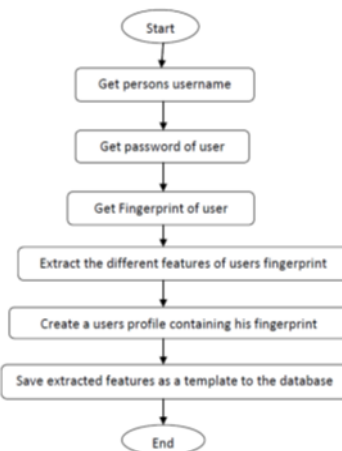 Start
Get persons username
Get password of user
Get Fingerprint of user
Extract the different features of users fingerprint
Create a users profile containing his fingerprint
Save extracted features as a template to the database
End